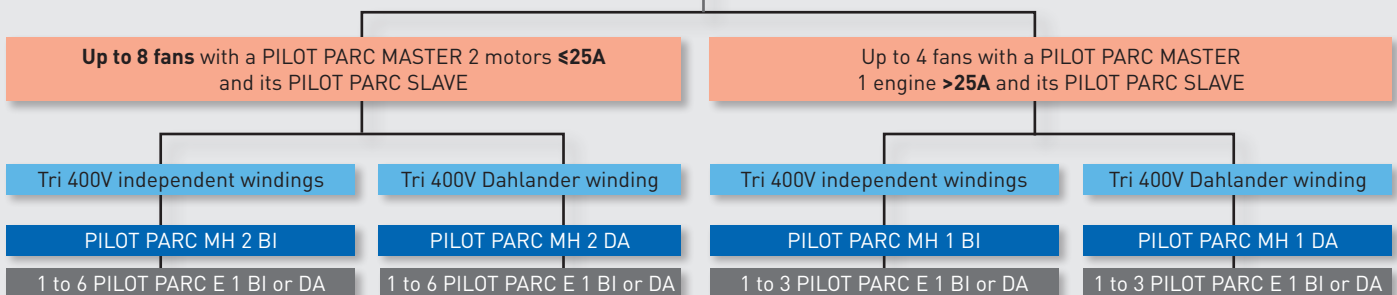 Up to 8 fans with a PILOT PARC MASTER 2 motors ≤25A
and its PILOT PARC SLAVE
Up to 4 fans with a PILOT PARC MASTER
1 engine >25A and its PILOT PARC SLAVE
Tri 400V independent windings
Tri 400V Dahlander winding
Tri 400V independent windings
Tri 400V Dahlander winding
PILOT PARC MH 2 BI
PILOT PARC MH 2 DA
PILOT PARC MH 1 BI
PILOT PARC MH 1 DA
1 to 6 PILOT PARC E 1 BI or DA
1 to 6 PILOT PARC E 1 BI or DA
1 to 3 PILOT PARC E 1 BI or DA
1 to 3 PILOT PARC E 1 BI or DA